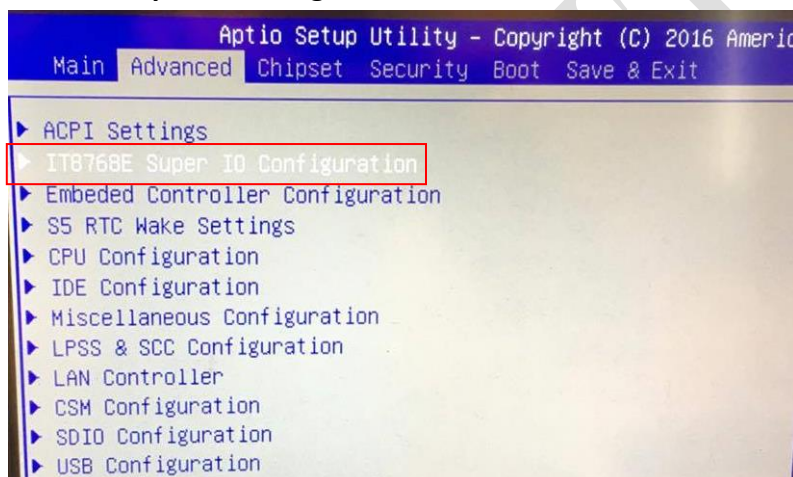 Aptio Setup Utility – Copyright (C) 2016 Americ
Main Advanced Chipset Security Boot Save & Exit
ACPI Settings
IT8768E Super IO Configuration
Embeded Controller Configuration
S5 RTC Wake Settings
CPU Configuration
IDE Configuration
Miscellaneous Configuration
LPSS & SCC Configuration
LAN Controller
CSM Configuration
SDIO Configuration
USB Configuration